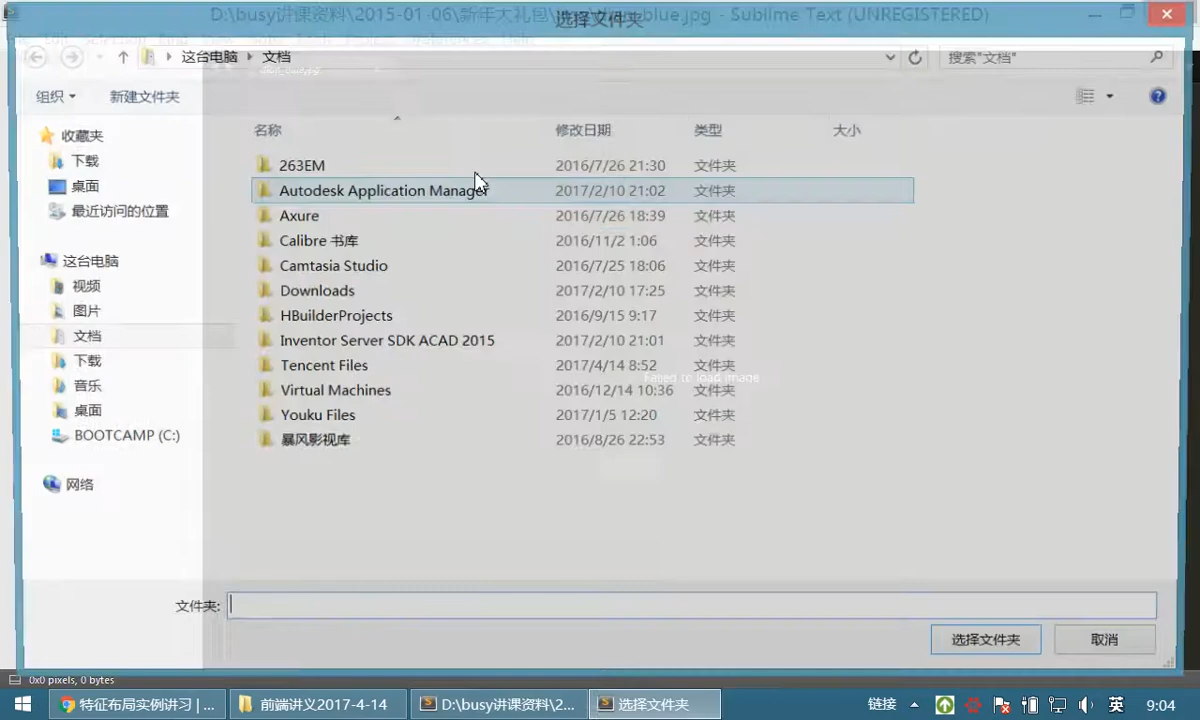 D:\busy讲课资料\2015-01-06\新年大礼包
blue.jpg - Sublime Text (UNREGISTERED)
选择文件夹
这台电脑 文档
搜索"文档"
组织 新建文件夹
名称 修改日期 类型 大小
收藏夹
下载
桌面
最近访问的位置
这台电脑
视频
图片
文档
下载
音乐
桌面
BOOTCAMP (C:)
网络
263EM 2016/7/26 21:30 文件夹
Autodesk Application Manager 2017/2/10 21:02 文件夹
Axure 2016/7/26 18:39 文件夹
Calibre 书库 2016/11/2 1:06 文件夹
Camtasia Studio 2016/7/25 18:06 文件夹
Downloads 2017/2/10 17:25 文件夹
HBuilderProjects 2016/9/15 9:17 文件夹
Inventor Server SDK ACAD 2015 2017/2/10 21:01 文件夹
Tencent Files 2017/4/14 8:52 文件夹
Failed to load image
Virtual Machines 2016/12/14 10:36 文件夹
Youku Files 2017/1/5 12:20 文件夹
暴风影视库 2016/8/26 22:53 文件夹
文件夹:
选择文件夹 取消
0x0 pixels, 0 bytes
特征布局实例讲习 | ... 前端讲义2017-4-14 D:\busy讲课资料\2... 选择文件夹 链接 英 9:04